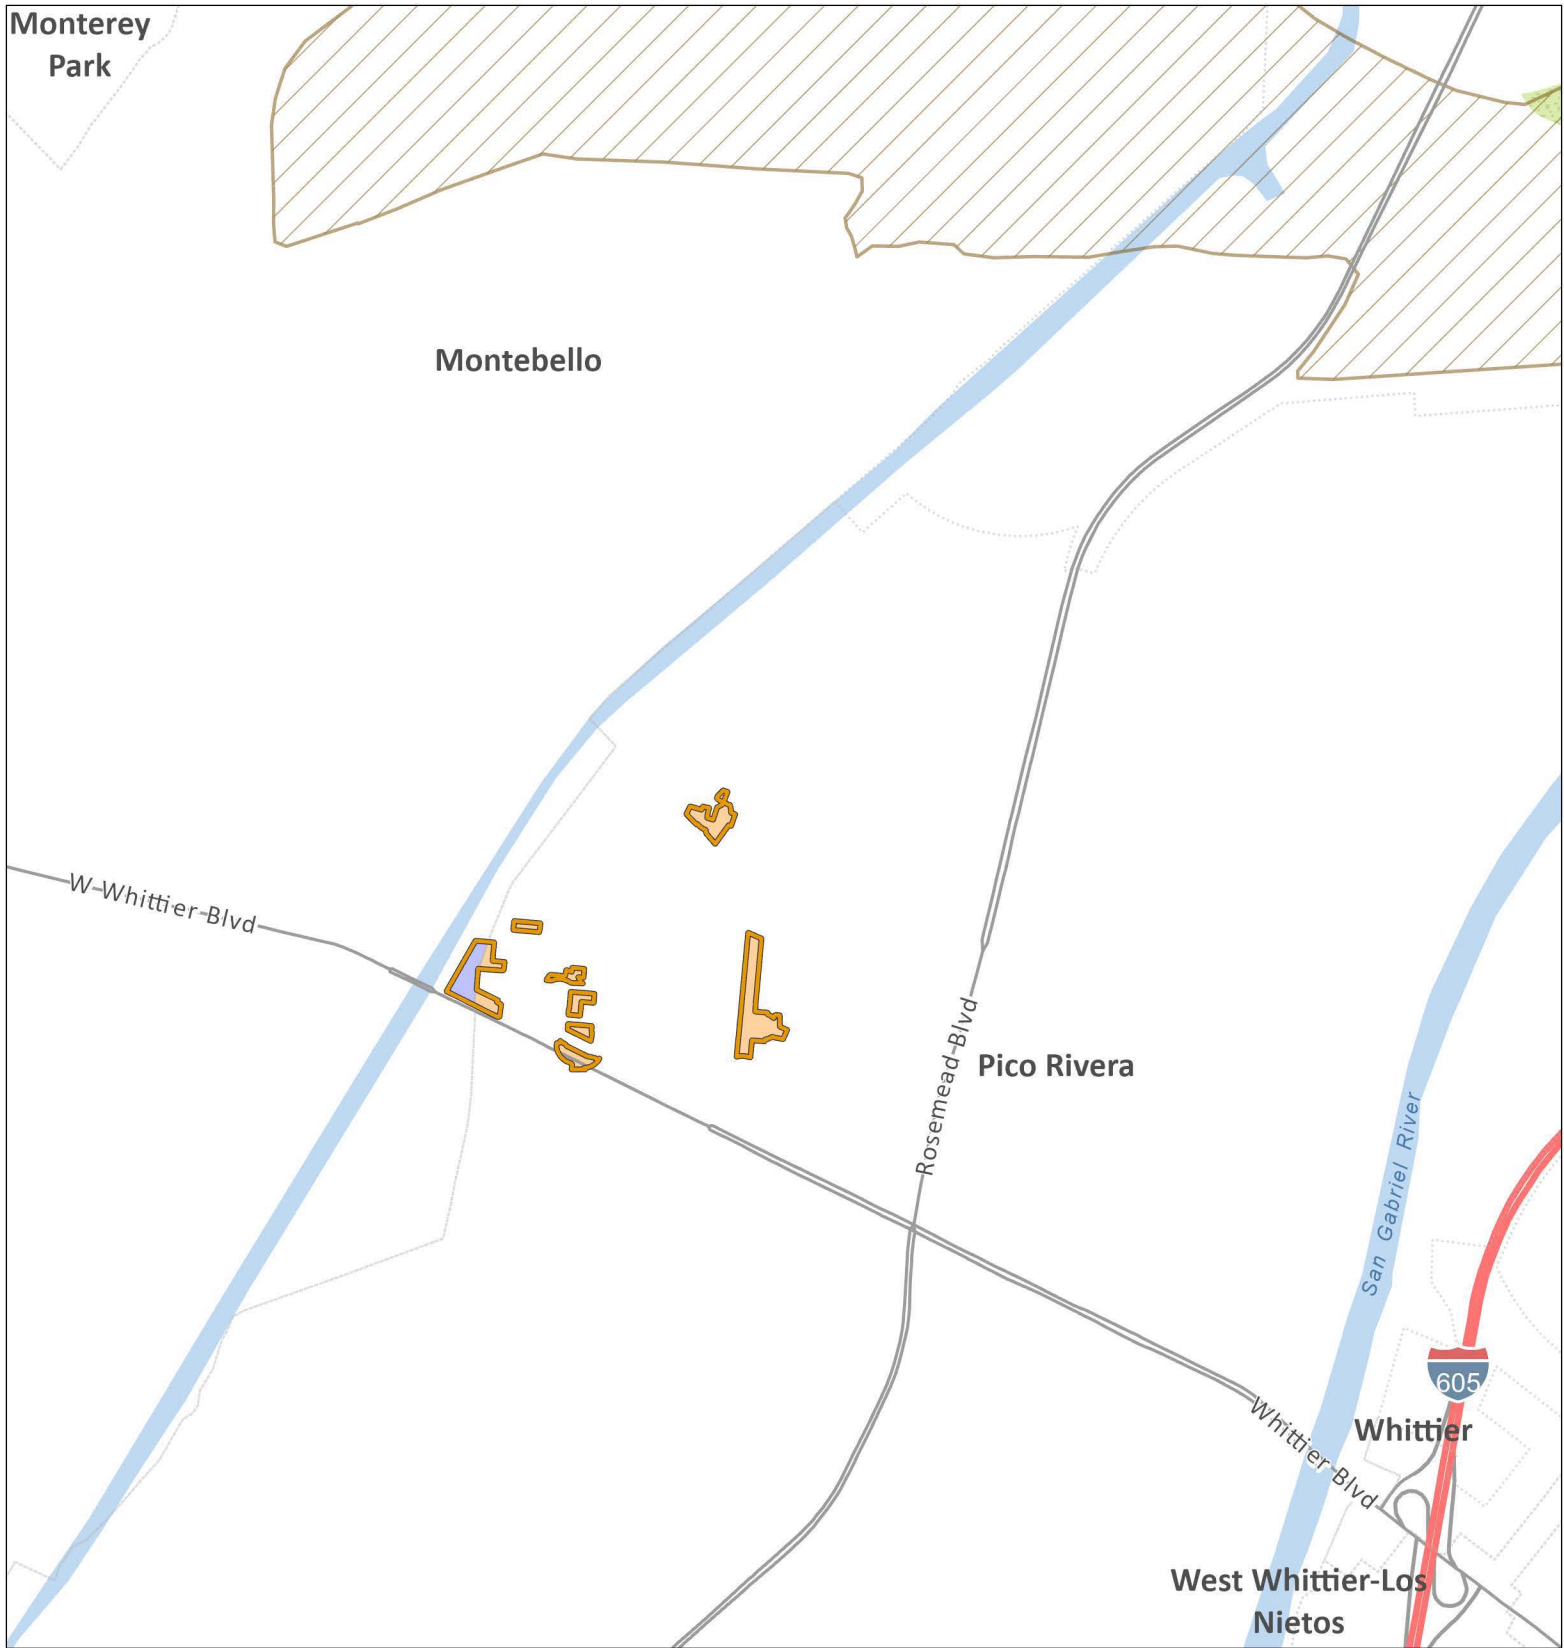 Monterey
Park
Montebello
W Whittier Blvd
Rosemead Blvd
Pico Rivera
San Gabriel River
605
Whittier
Whittier Blvd
West Whittier-Los
Nietos